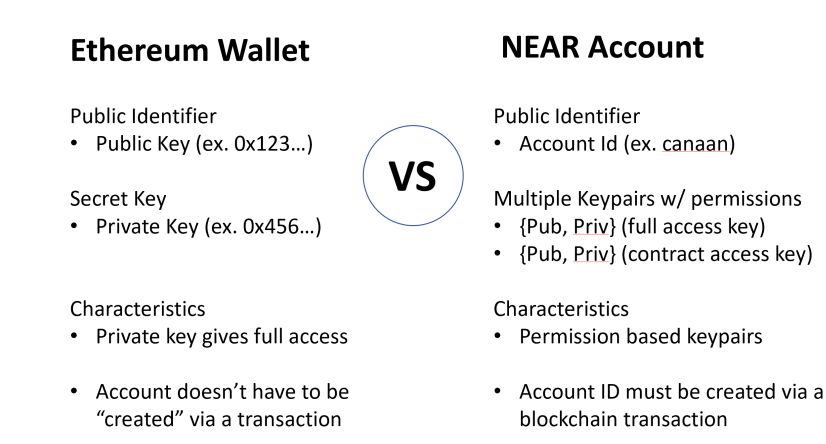 Ethereum Wallet
Public Identifier
• Public Key (ex. 0x123…)
Secret Key
• Private Key (ex. 0x456…)
Characteristics
• Private key gives full access
• Account doesn’t have to be
“created” via a transaction
VS
NEAR Account
Public Identifier
• Account Id (ex. canaan)
Multiple Keypairs w/ permissions
• {Pub, Priv} (full access key)
• {Pub, Priv} (contract access key)
Characteristics
• Permission based keypairs
• Account ID must be created via a
blockchain transaction